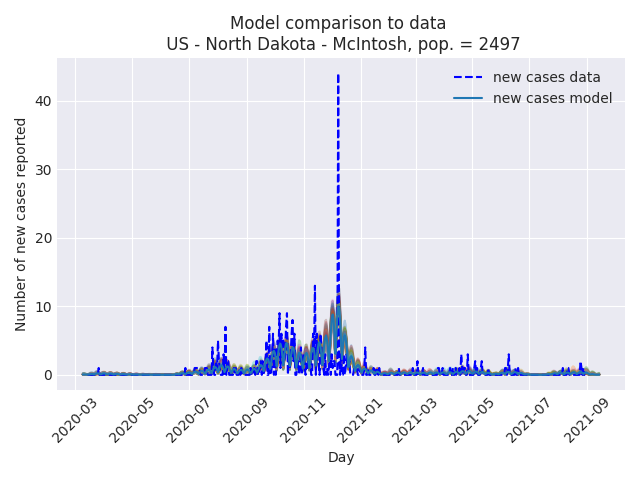 Model comparison to data
US - North Dakota - McIntosh, pop. = 2497
new cases data
new cases model
Number of new cases reported
40
30
20
10
0
2020-03
2020-05
2020-07
2020-09
2020-11
2021-01
2021-03
2021-05
2021-07
2021-09
Day